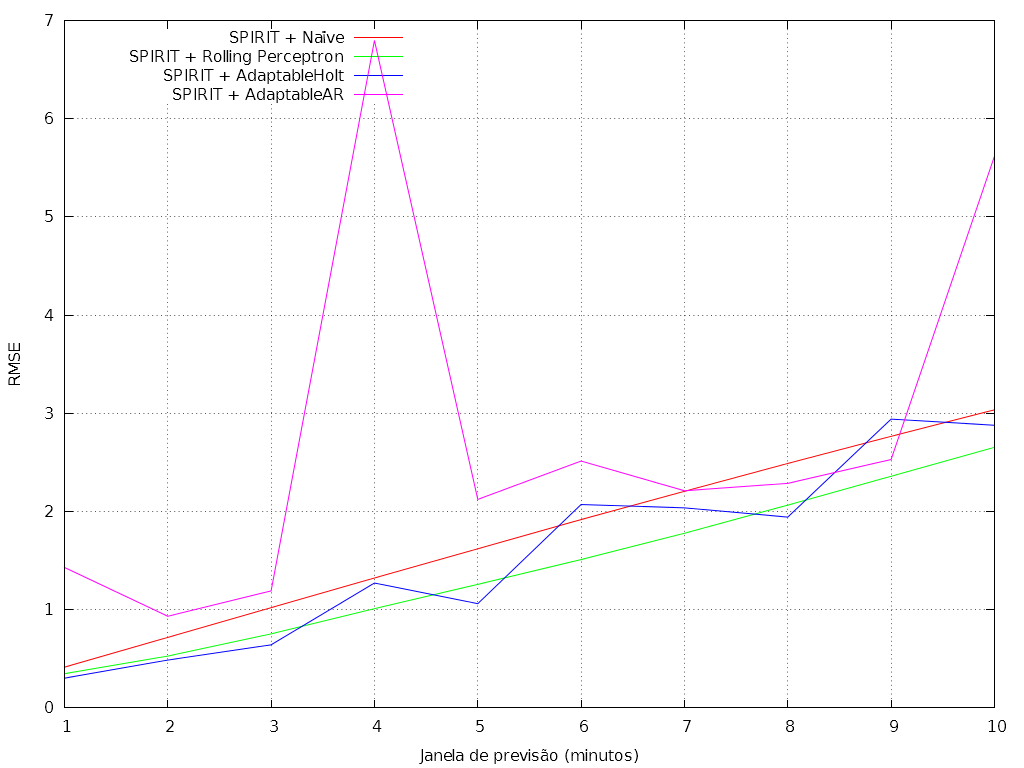 7
6
5
4
3
2
1
0
RMSE
SPIRIT + Naïve
SPIRIT + Rolling Perceptron
SPIRIT + AdaptableHolt
SPIRIT + AdaptableAR
1 2 3 4 5 6 7 8 9 10
Janela de previsão (minutos)